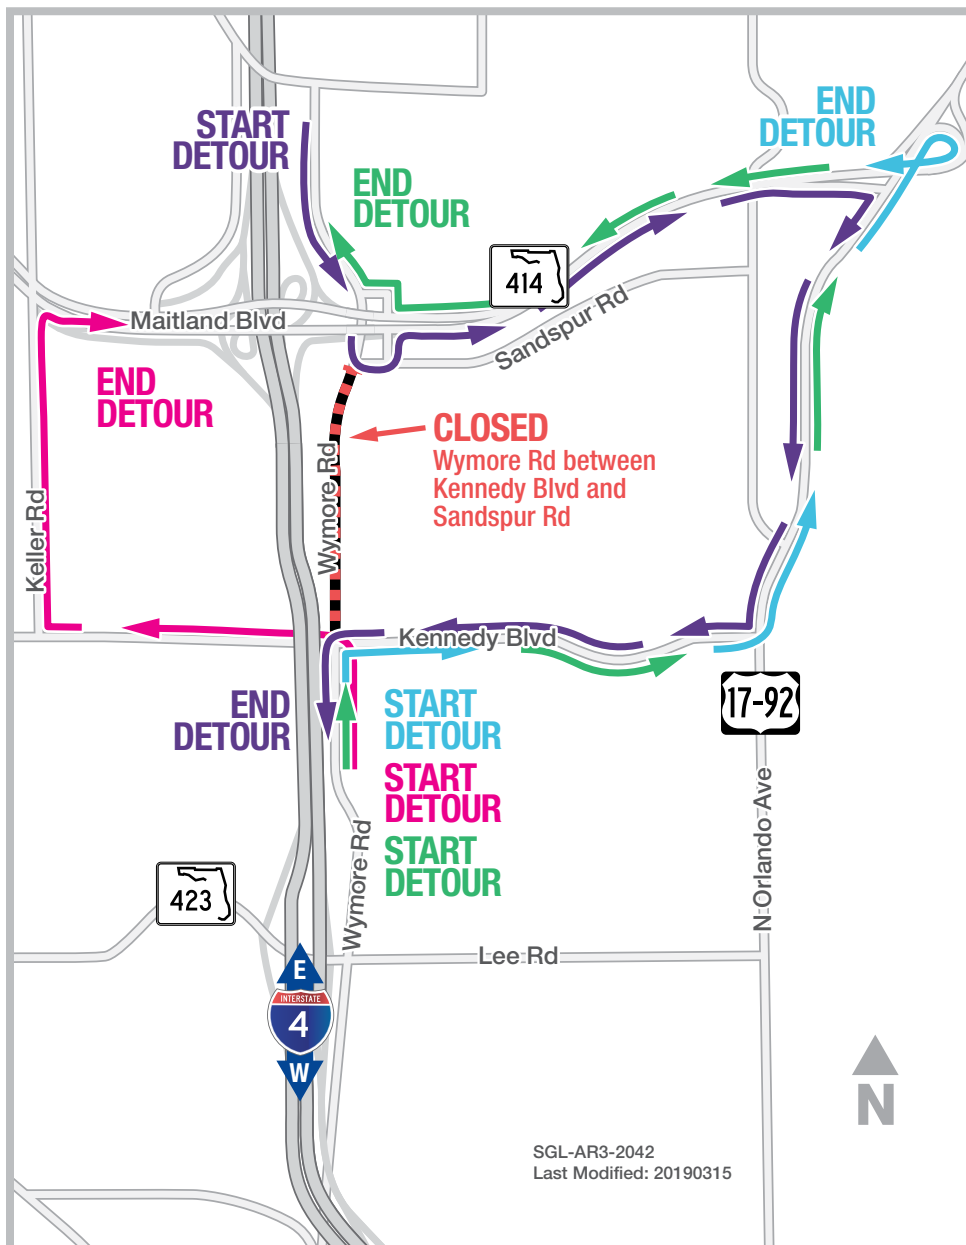 START
DETOUR
END
DETOUR
END
DETOUR
414
Maitland Blvd
Sandspur Rd
END
DETOUR
CLOSED
Wymore Rd between
Kennedy Blvd and
Sandspur Rd
Wymore Rd
Keller Rd
Kennedy Blvd
END
DETOUR
START
DETOUR
17-92
START
DETOUR
START
DETOUR
N Orlando Ave
Wymore Rd
423
Lee Rd
E
INTERSTATE
4
W
N
SGL-AR3-2042
Last Modified: 20190315